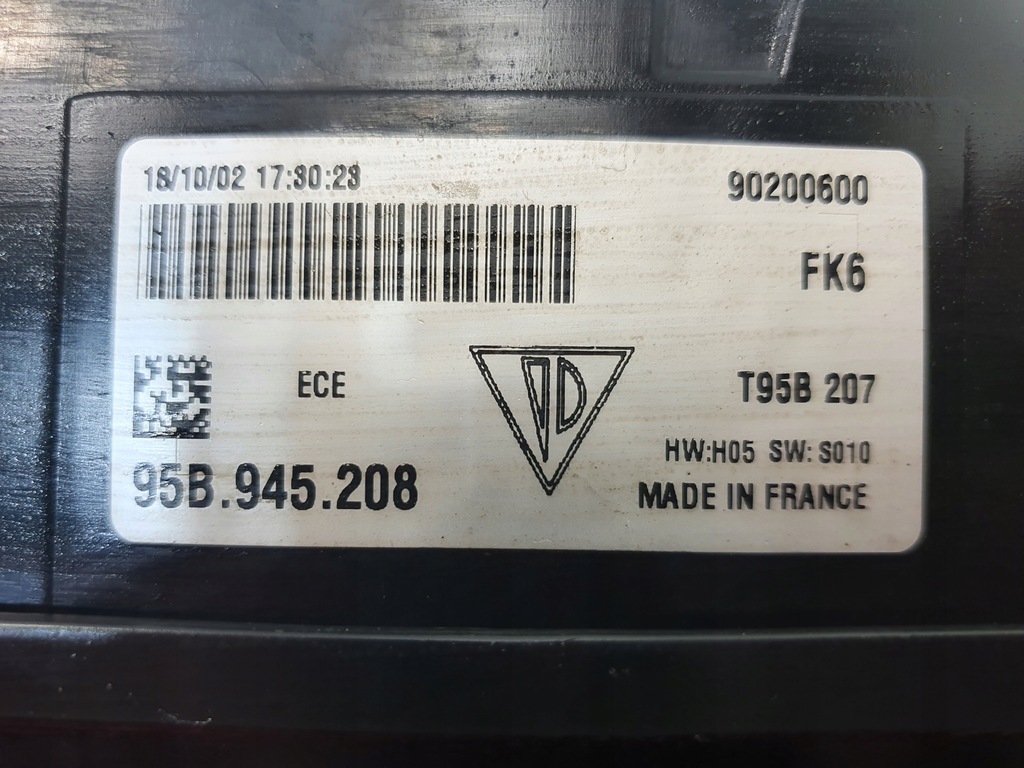 18/10/02 17:30:23
90200600
FK6
ECE
T95B 207
HW:H05 SW:S010
95B.945.208
MADE IN FRANCE